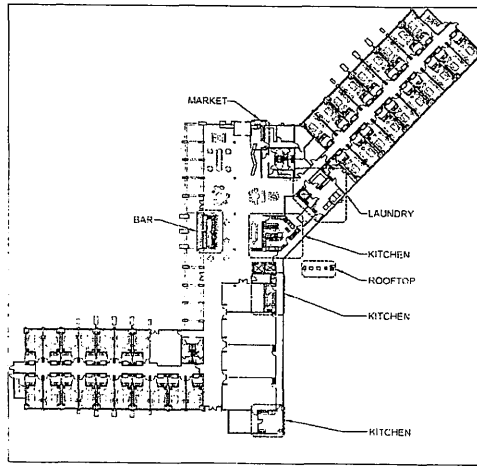 MARKET
BAR
LAUNDRY
KITCHEN
ROOFTOP
KITCHEN
KITCHEN